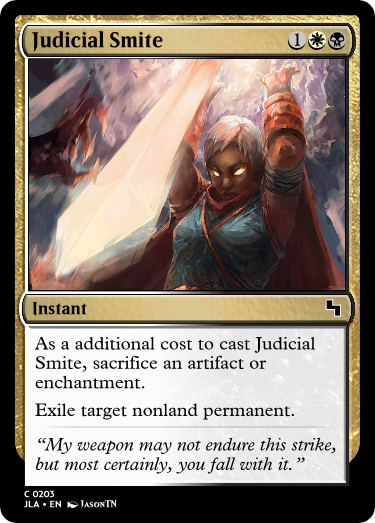 Judicial Smite 1
Instant
As a additional cost to cast Judicial
Smite, sacrifice an artifact or
enchantment.
Exile target nonland permanent.
“My weapon may not endure this strike,
but most certainly, you fall with it.”
C 0203
JLA • EN JASONTN